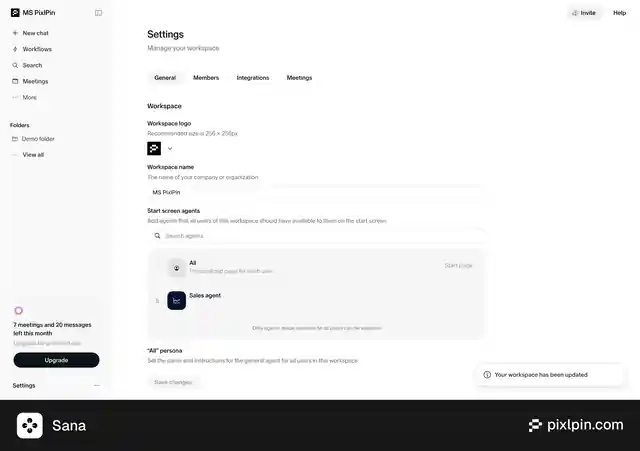 MS PixlPin
New chat
Workflows
Search
Meetings
More
Folders
Demo folder
View all
7 meetings and 20 messages
left this month
Upgrade for unlimited use
Upgrade
Settings
Invite
Help
Settings
Manage your workspace
General
Members
Integrations
Meetings
Workspace
Workspace logo
Recommended size is 256 × 256px
Workspace name
The name of your company or organization
MS PixlPin
Start screen agents
Add agents that all users of this workspace should have available to them on the start screen
Search agents
All
Start page
Sales agent
"All" persona
Set the name and instructions for the general agent for all users in this workspace
Save changes
Your workspace has been updated
Sana
pixlpin.com